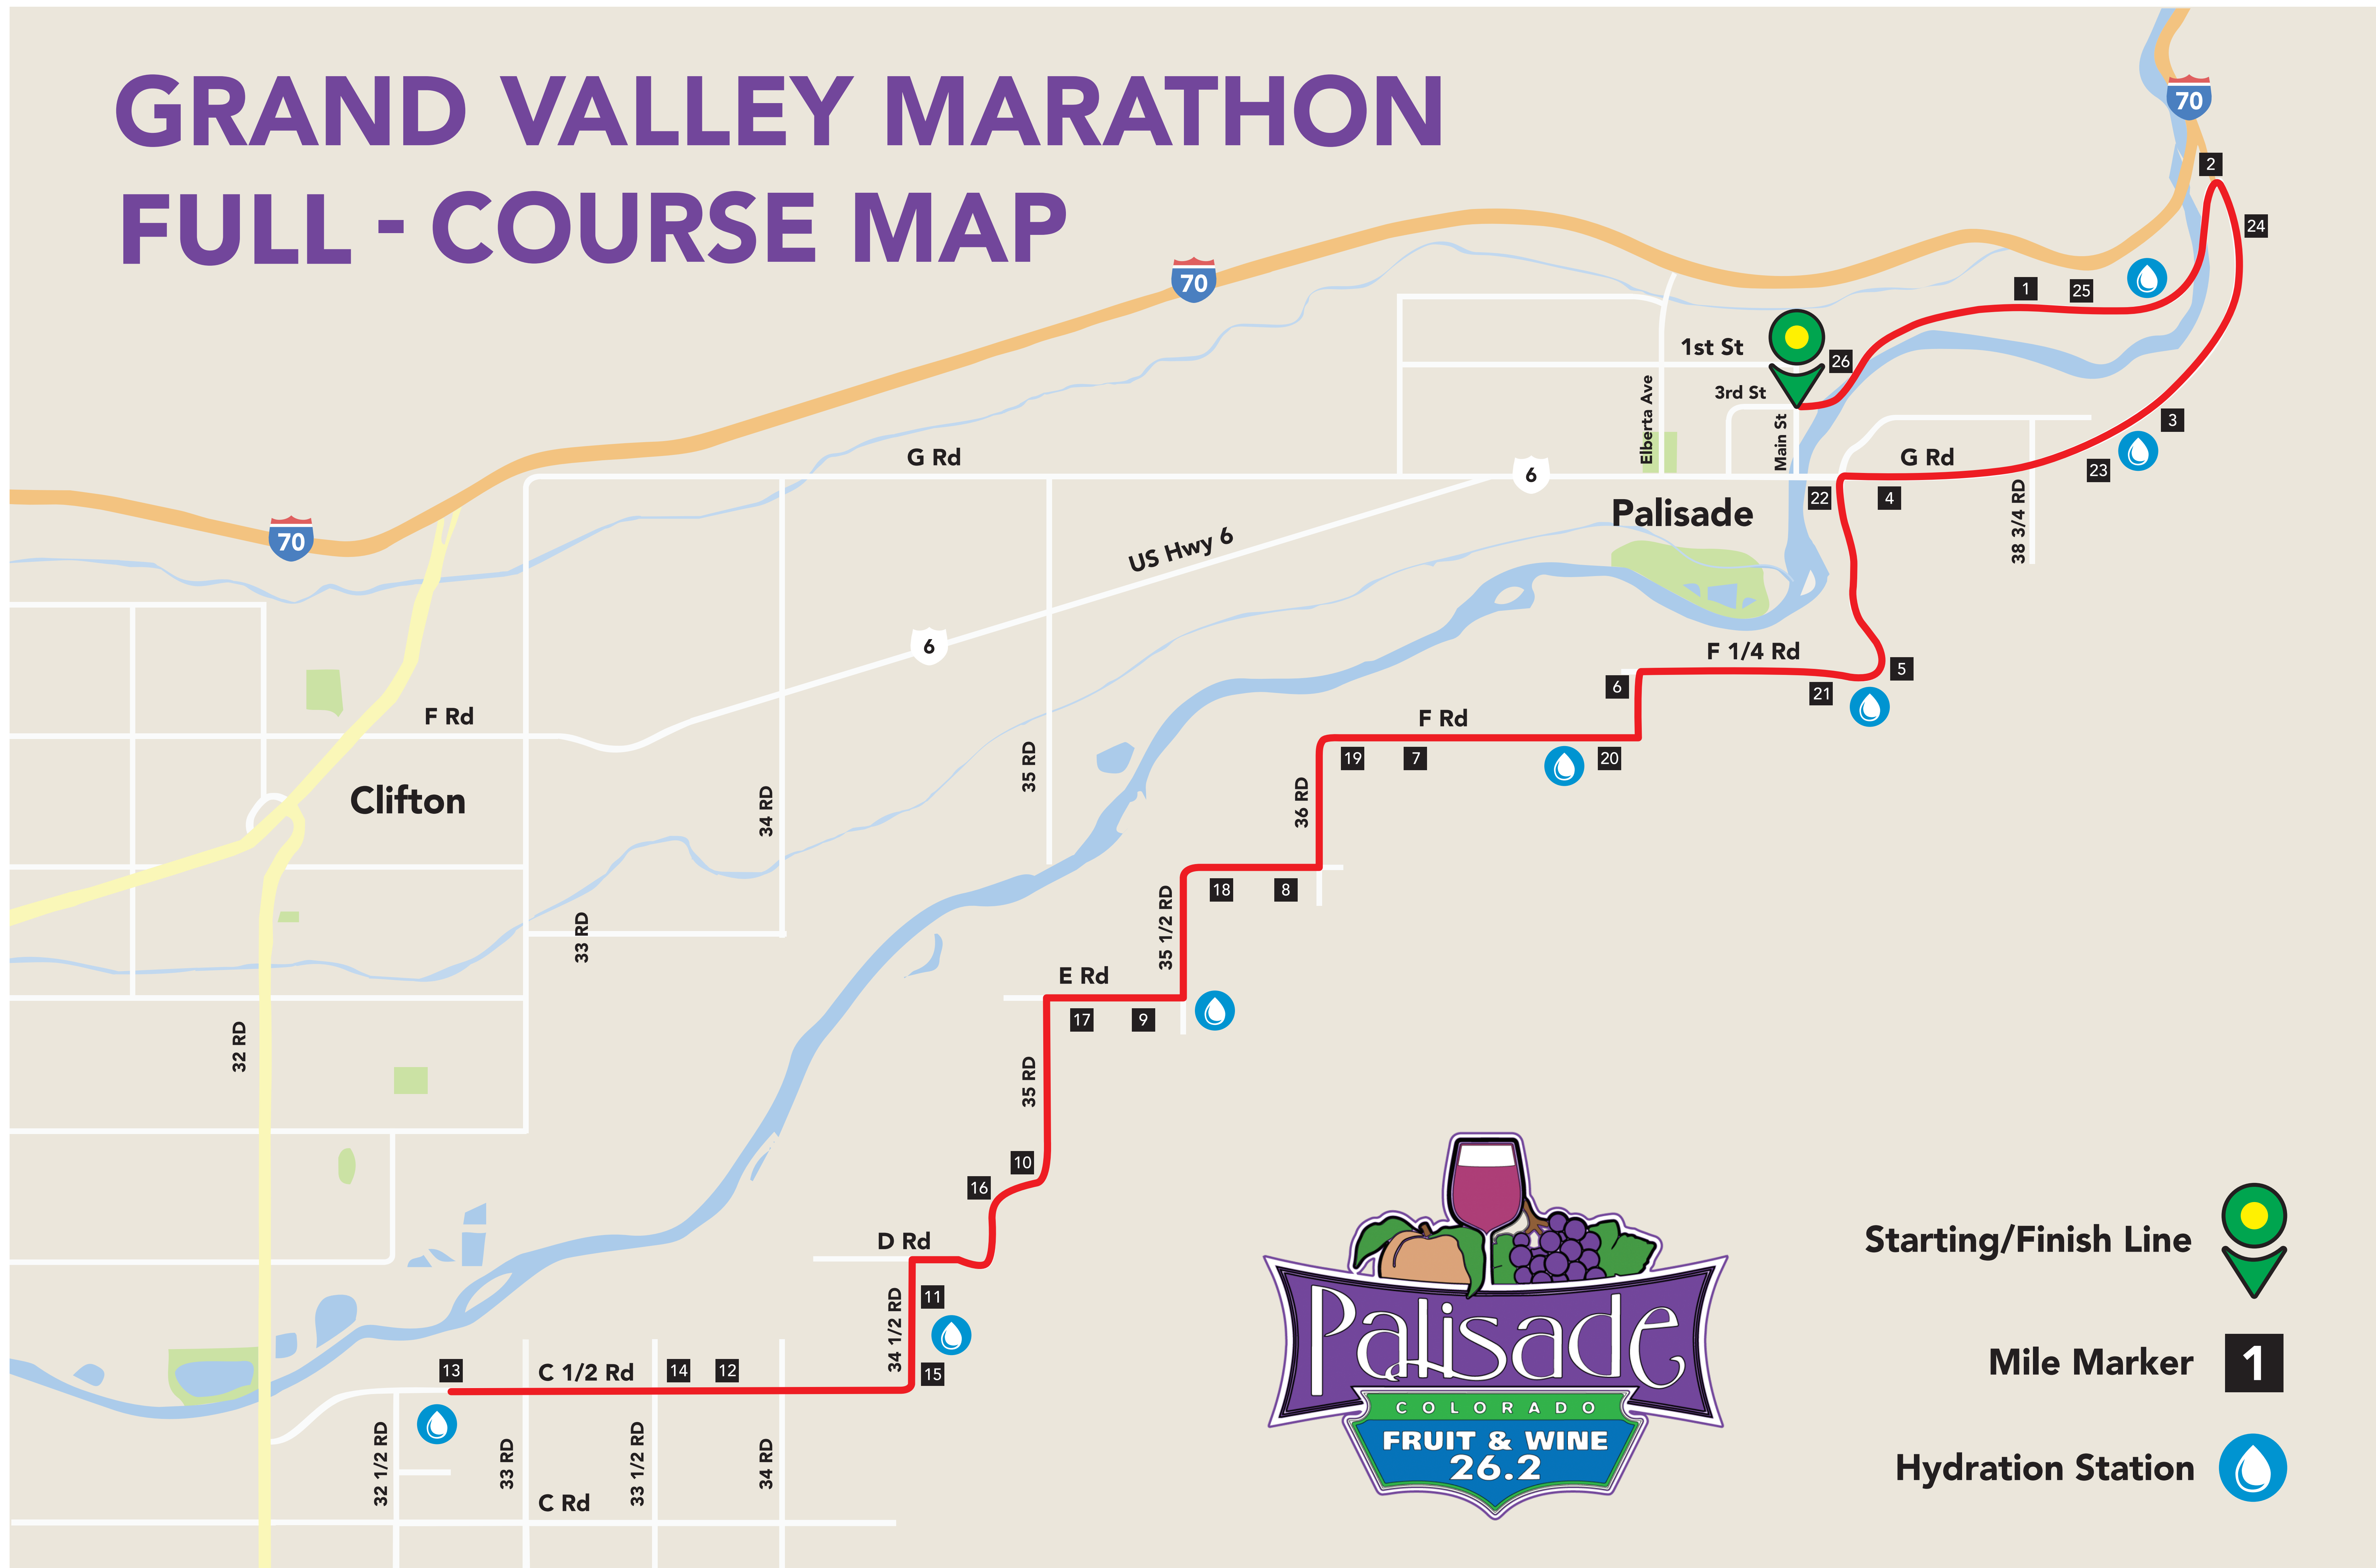 GRAND VALLEY MARATHON
FULL - COURSE MAP
70
2
24
70
1
25
1st St
26
3rd St
Elberta Ave
Main St
3
G Rd
6
G Rd
23
22
4
38 3/4 RD
Palisade
70
US Hwy 6
6
F 1/4 Rd
5
6
21
F Rd
F Rd
19
7
20
35 RD
36 RD
34 RD
Clifton
18
8
33 RD
35 1/2 RD
E Rd
17
9
32 RD
35 RD
10
16
D Rd
11
34 1/2 RD
15
13
C 1/2 Rd
14
12
32 1/2 RD
33 RD
33 1/2 RD
34 RD
C Rd
Palisade
COLORADO
FRUIT & WINE
26.2
Starting/Finish Line
Mile Marker 1
Hydration Station